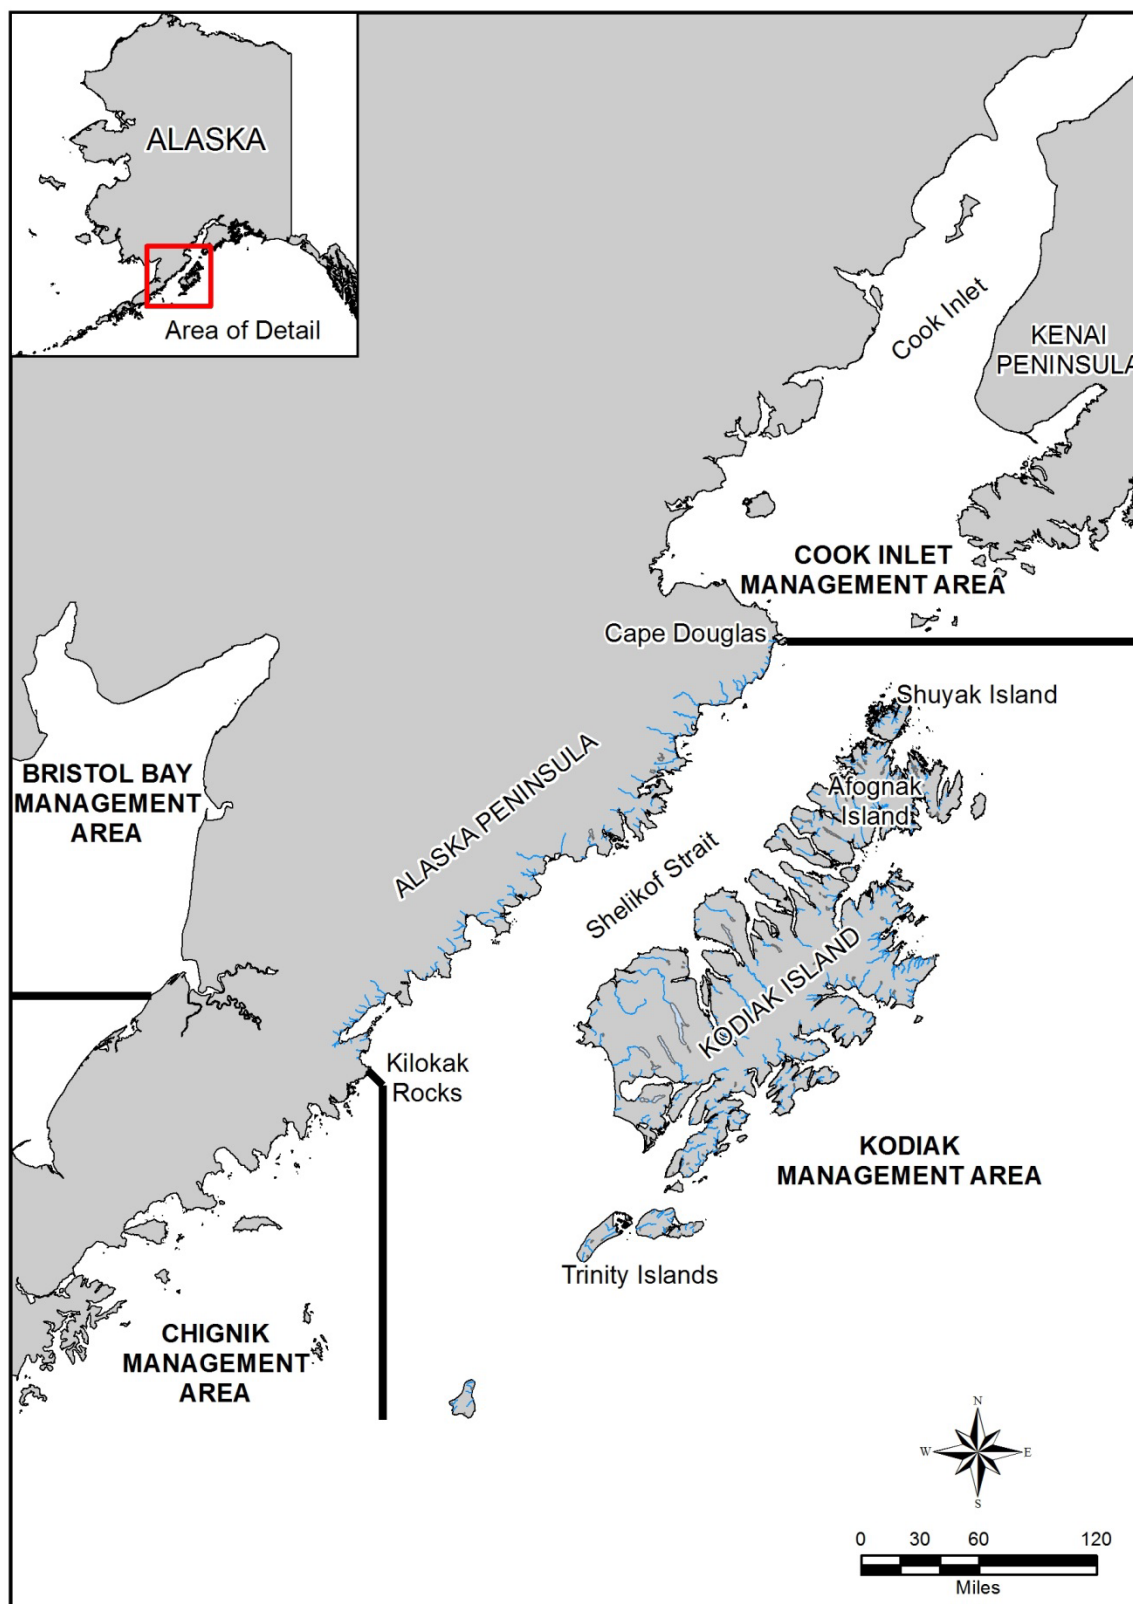 ALASKA
Area of Detail
Cook Inlet
KENAI
PENINSULA
COOK INLET
MANAGEMENT AREA
Cape Douglas
Shuyak Island
BRISTOL BAY
MANAGEMENT
AREA
ALASKA PENINSULA
Afognak
Island
Shelikof Strait
KODIAK ISLAND
Kilokak
Rocks
KODIAK
MANAGEMENT AREA
Trinity Islands
CHIGNIK
MANAGEMENT
AREA
N
W
E
S
0 30 60 120
Miles